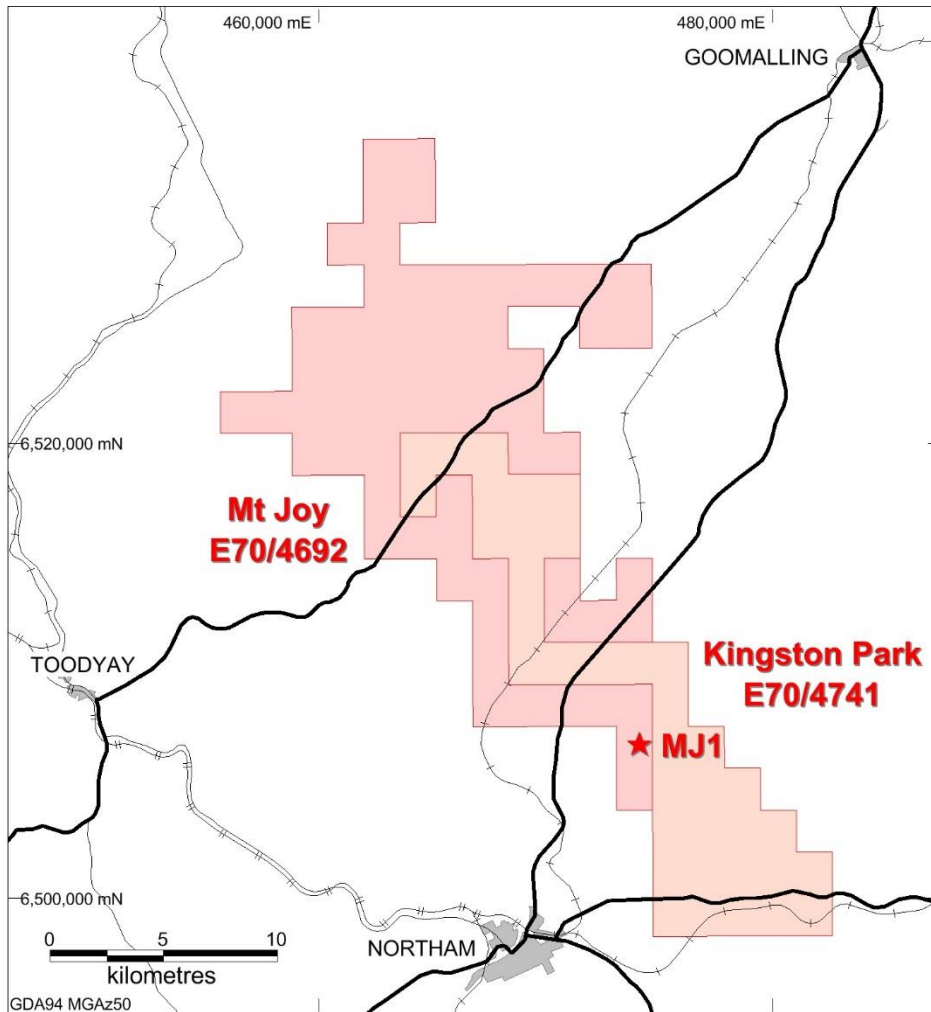 460,000 mE
480,000 mE
GOOMALLING
6,520,000 mN
Mt Joy
E70/4692
TOODYAY
Kingston Park
E70/4741
MJ1
6,500,000 mN
0 5 10
kilometres
NORTHAM
GDA94 MGAz50